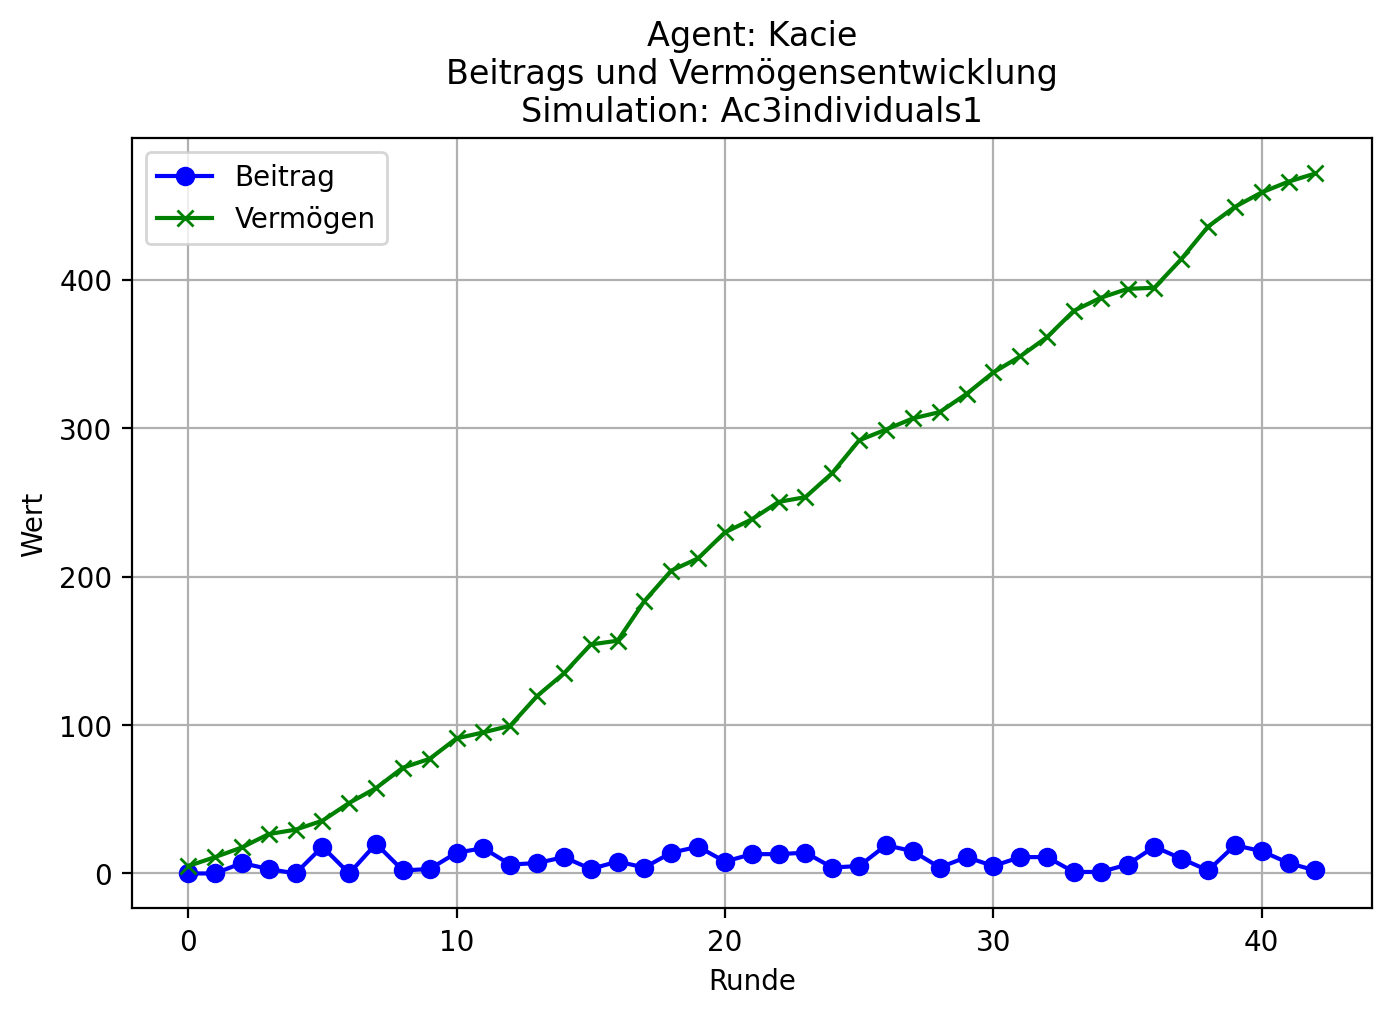 Agent: Kacie
Beitrags und Vermögensentwicklung
Simulation: Ac3individuals1
Beitrag
Vermögen
400
300
200
100
0
Wert
0 10 20 30 40
Runde